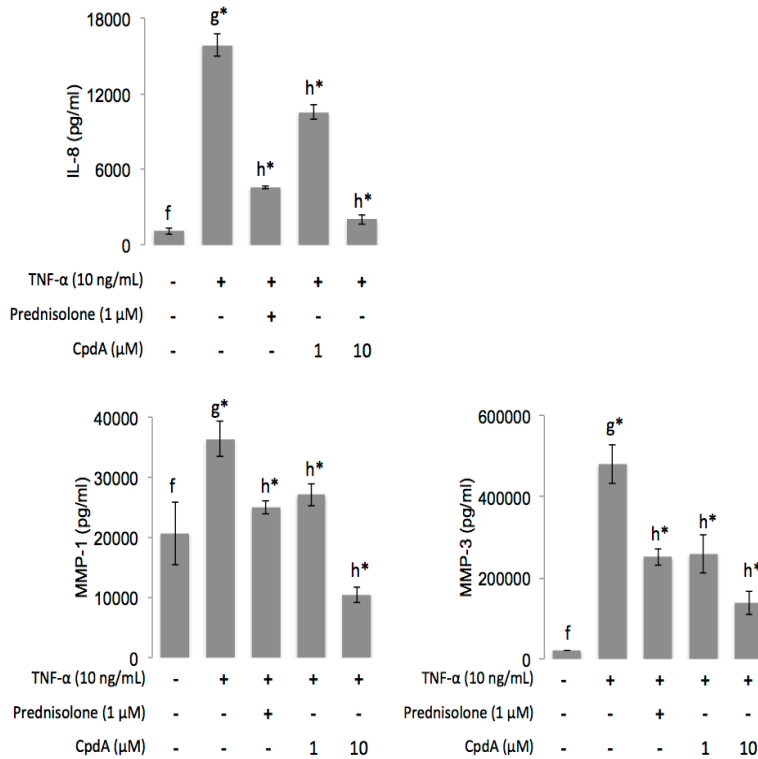 18000
12000
6000
0
IL-8 (pg/ml)
f
g*
h*
h*
h*
TNF-α (10 ng/mL) - + + + +
Prednisolone (1 μM) - - + - -
CpdA (μM) - - - 1 10
40000
30000
20000
10000
0
MMP-1 (pg/ml)
f
g*
h*
h*
h*
TNF-α (10 ng/mL) - + + + +
Prednisolone (1 μM) - - + - -
CpdA (μM) - - - 1 10
600000
400000
200000
0
MMP-3 (pg/ml)
f
g*
h*
h*
h*
TNF-α (10 ng/mL) - + + + +
Prednisolone (1 μM) - - + - -
CpdA (μM) - - - 1 10